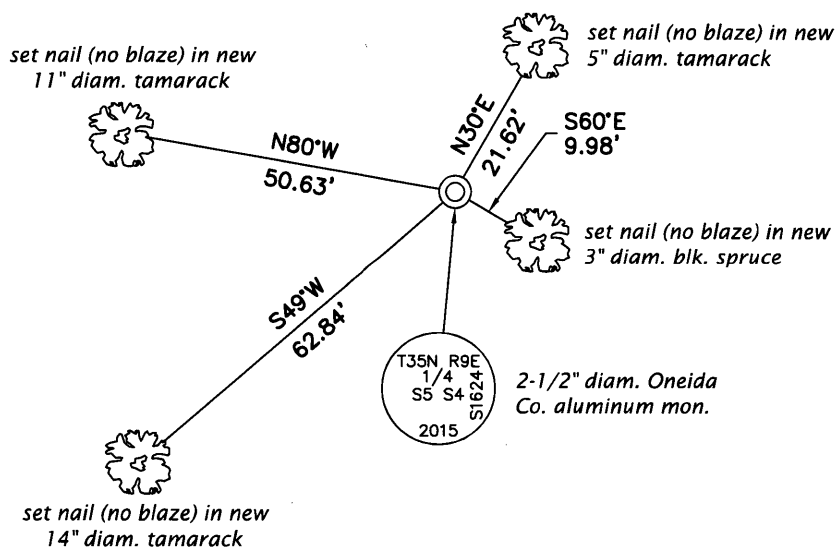 set nail (no blaze) in new
5" diam. tamarack
set nail (no blaze) in new
11" diam. tamarack
N30°E
21.62'
S60°E
9.98'
N80°W
50.63'
set nail (no blaze) in new
3" diam. blk. spruce
S49°W
62.84'
T35N R9E
1/4
S5 S4
S1624
2015
2-1/2" diam. Oneida
Co. aluminum mon.
set nail (no blaze) in new
14" diam. tamarack